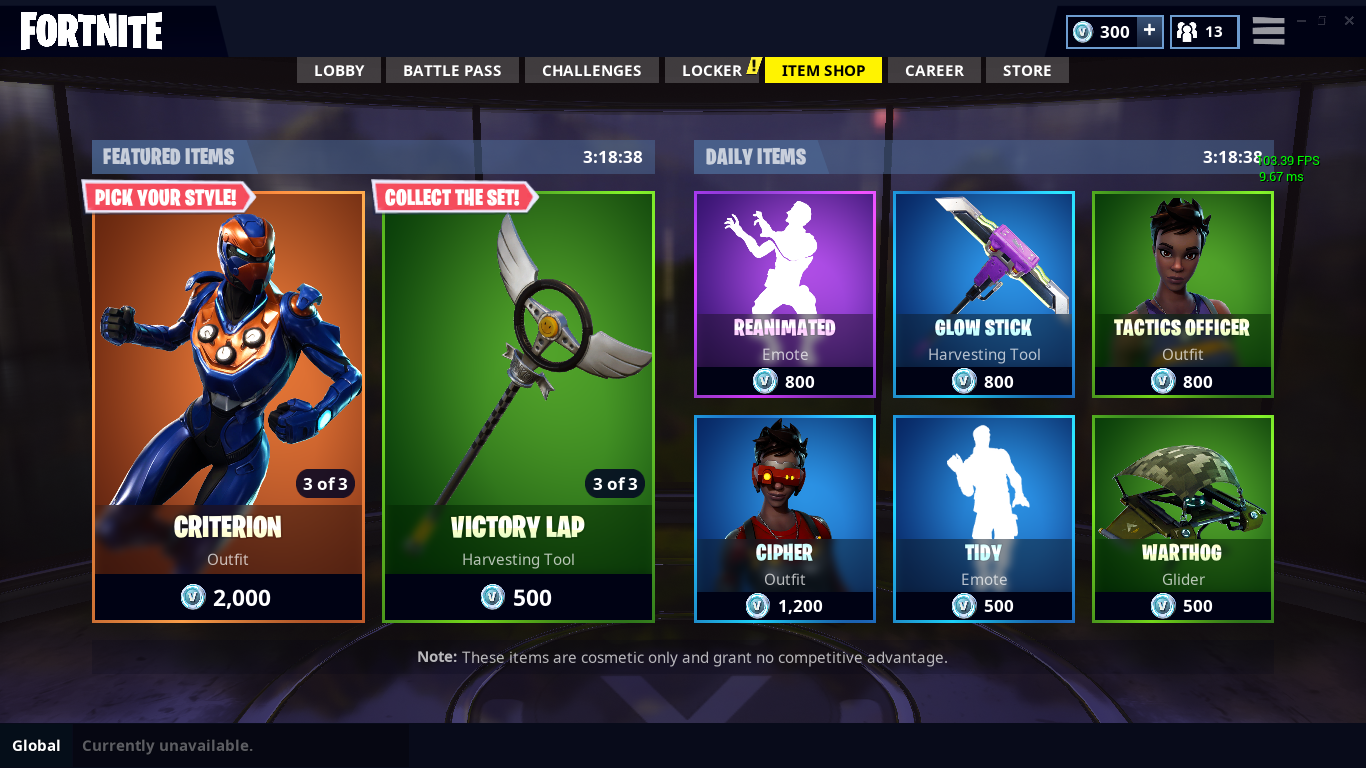 FORTNITE
300 +
13
LOBBY
BATTLE PASS
CHALLENGES
LOCKER !
ITEM SHOP
CAREER
STORE
FEATURED ITEMS
3:18:38
DAILY ITEMS
3:18:38
03.39 FPS
9.67 ms
PICK YOUR STYLE!
3 of 3
CRITERION
Outfit
V 2,000
COLLECT THE SET!
3 of 3
VICTORY LAP
Harvesting Tool
V 500
REANIMATED
Emote
V 800
GLOW STICK
Harvesting Tool
V 800
TACTICS OFFICER
Outfit
V 800
CIPHER
Outfit
V 1,200
TIDY
Emote
V 500
WARTHOG
Glider
V 500
Note: These items are cosmetic only and grant no competitive advantage.
Global
Currently unavailable.